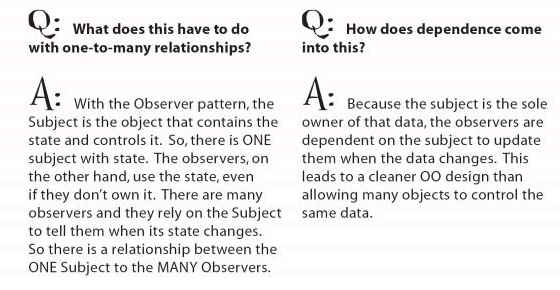 Q: What does this have to do
with one-to-many relationships?
A: With the Observer pattern, the
Subject is the object that contains the
state and controls it. So, there is ONE
subject with state. The observers, on
the other hand, use the state, even
if they don't own it. There are many
observers and they rely on the Subject
to tell them when its state changes.
So there is a relationship between the
ONE Subject to the MANY Observers.
Q: How does dependence come
into this?
A: Because the subject is the sole
owner of that data, the observers are
dependent on the subject to update
them when the data changes. This
leads to a cleaner OO design than
allowing many objects to control the
same data.